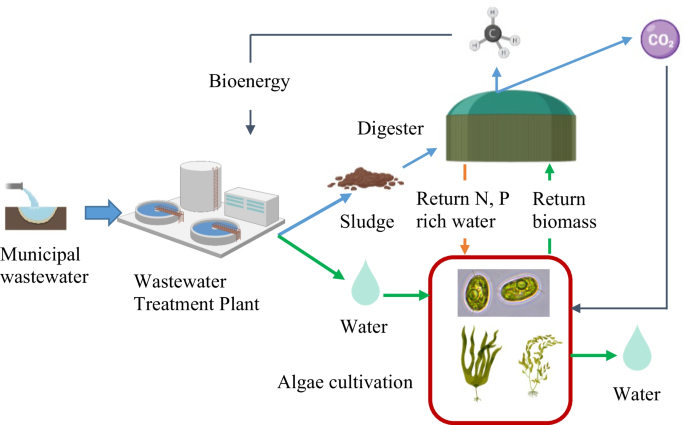 H
C
H
H
H
CO₂
Bioenergy
Digester
Sludge
Return N, P
rich water
Return
biomass
Municipal
wastewater
Wastewater
Treatment Plant
Water
Algae cultivation
Water